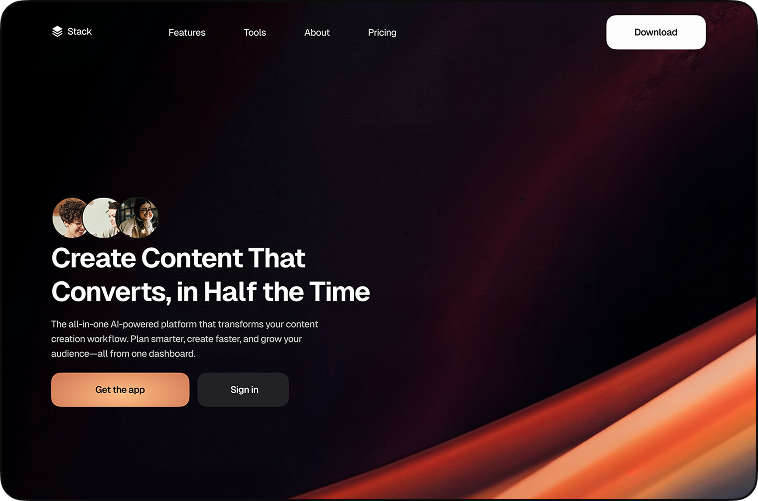 Stack
Features
Tools
About
Pricing
Download
Create Content That
Converts, in Half the Time
The all-in-one AI-powered platform that transforms your content
creation workflow. Plan smarter, create faster, and grow your
audience—all from one dashboard.
Get the app
Sign in